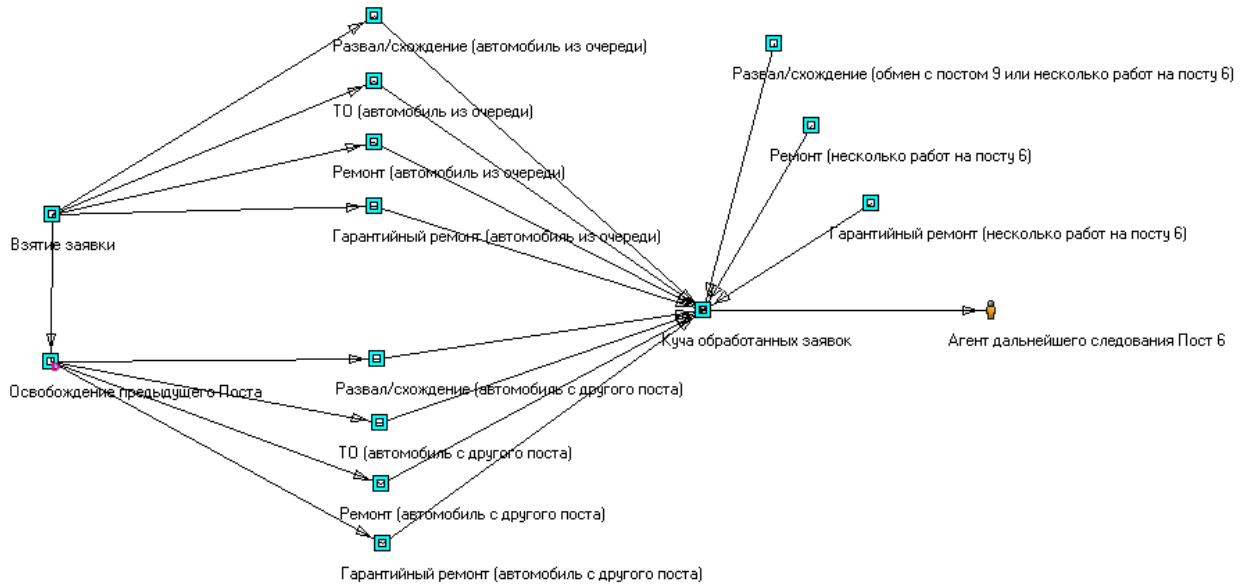 Развал/схождение (автомобиль из очереди)
Развал/схождение (обмен с постом 9 или несколько работ на посту 6)
ТО (автомобиль из очереди)
Ремонт (несколько работ на посту 6)
Ремонт (автомобиль из очереди)
Гарантийный ремонт (автомобиль из очереди)
Гарантийный ремонт (несколько работ на посту 6)
Взятие заявки
Куча обработанных заявок
Агент дальнейшего следования Пост 6
Освобождение предыдущего Поста
Развал/схождение (автомобиль с другого поста)
ТО (автомобиль с другого поста)
Ремонт (автомобиль с другого поста)
Гарантийный ремонт (автомобиль с другого поста)